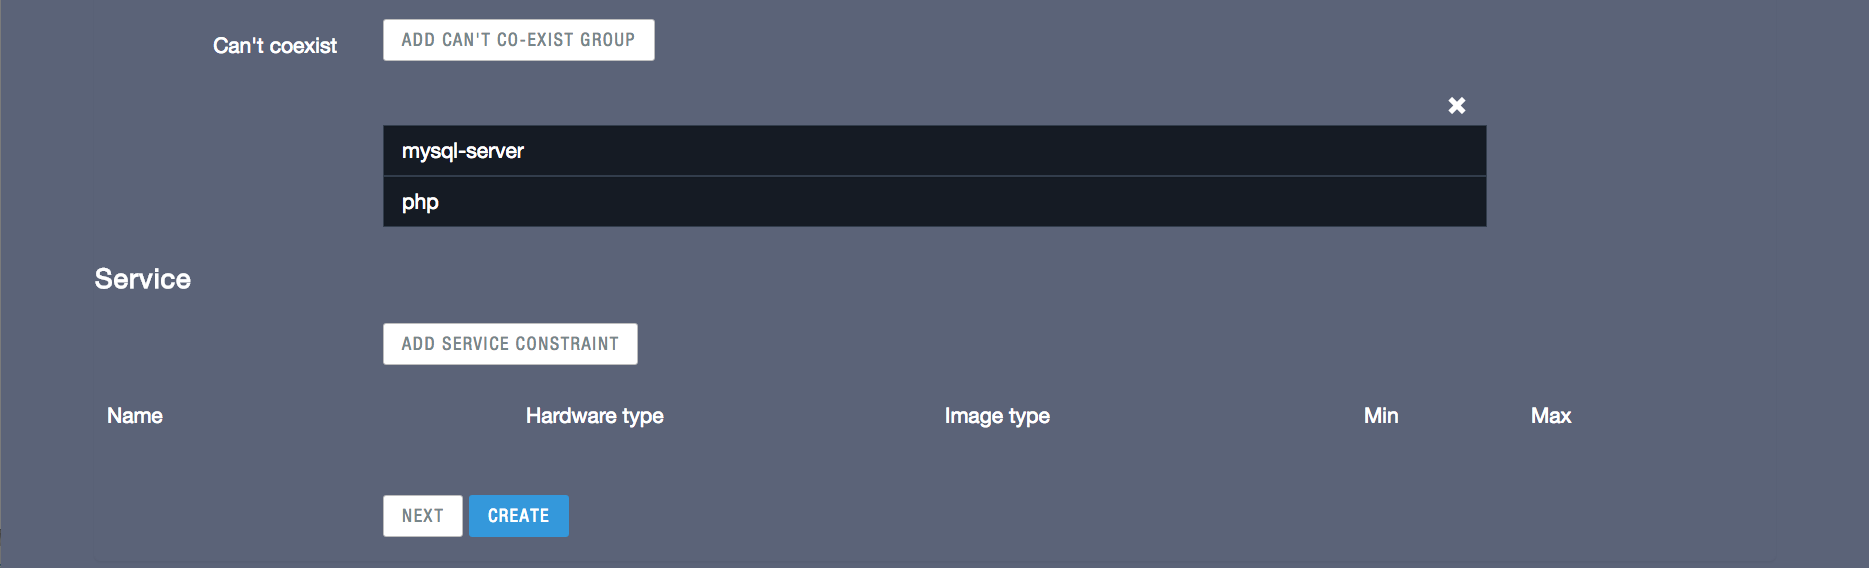 Can't coexist
ADD CAN'T CO-EXIST GROUP
mysql-server
php
Service
ADD SERVICE CONSTRAINT
Name Hardware type Image type Min Max
NEXT CREATE